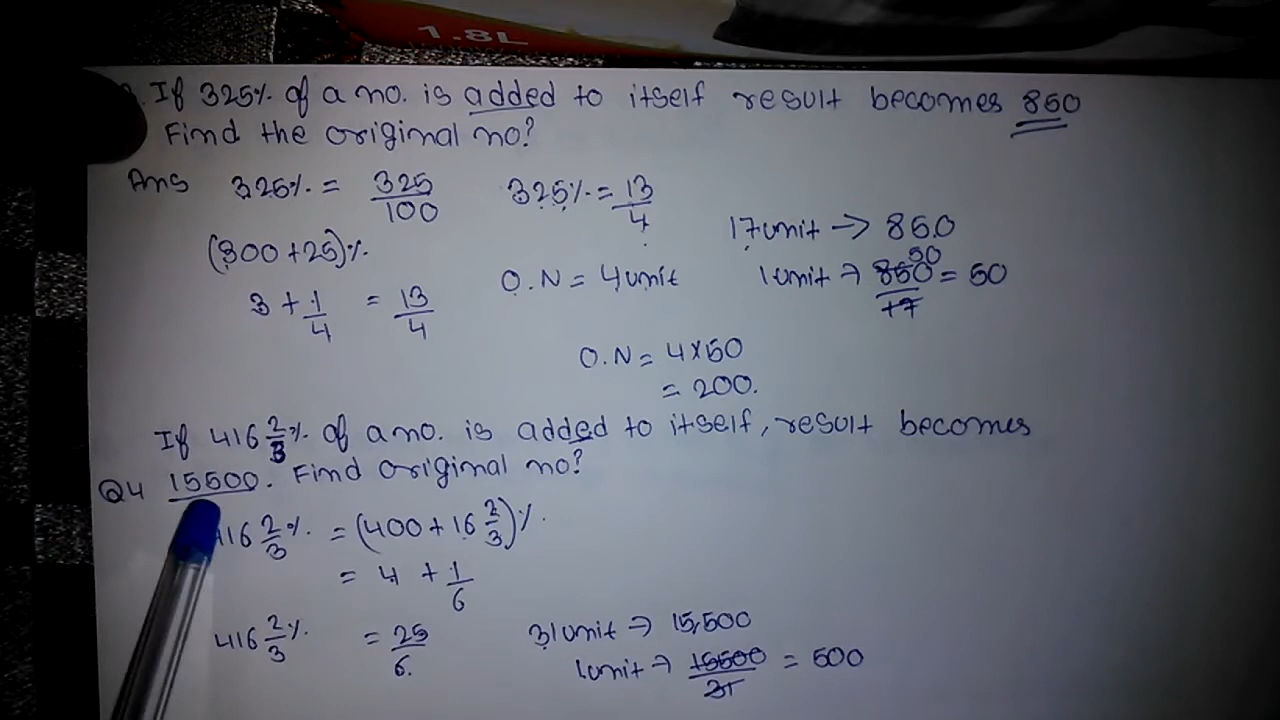 1.8L
If 325% of a no. is added to itself result becomes 850
Find the original no?
Ans 325% = 325/100 325% = 13/4
(300+25)%
3 + 1/4 = 13/4
O.N = 4unit
17unit → 850
1unit → 850/17 50 = 50
O.N = 4×50
= 200.
If 416 2/3% of a no. is added to itself, result becomes
Q4 15500. Find original no?
416 2/3% = (400+16 2/3)%.
= 4 + 1/6
416 2/3% = 25/6.
31unit → 15,500
1unit → 15500/31 = 500